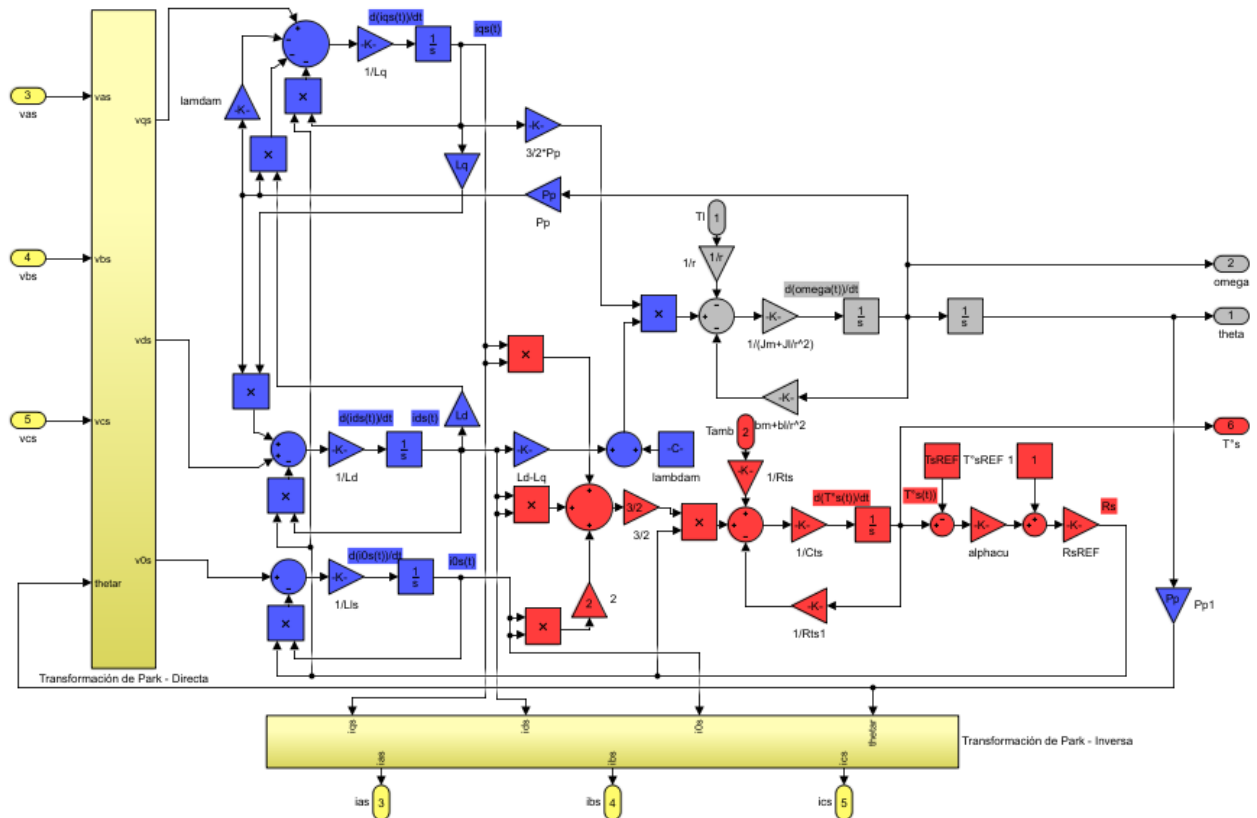 d(iqs(t))/dt
iqs(t)
-K-
1/s
1/Lq
lamdam
-K-
×
3
vas
vas
vqs
×
-K-
3/2*Pp
Lq
Pp
Pp
Tl
1
1/r
1/r
4
vbs
vbs
2
omega
d(omega(t))/dt
×
-K-
1/s
1/s
1
theta
1/(Jm+Jl/r^2)
vds
×
×
-K-
bm+bl/r^2
5
vcs
vcs
Ld
d(ids(t))/dt
ids(t)
Tamb
2
6
T°s
-K-
1/s
1/Ld
-K-
Ld-Lq
-C-
lambdam
-K-
1/Rts
TsREF
T°sREF
1
1
×
×
3/2
3/2
×
d(T°s(t))/dt
T°s(t))
Rs
-K-
1/s
1/Cts
-K-
alphacu
-K-
RsREF
v0s
d(i0s(t))/dt
i0s(t)
-K-
1/s
1/Lls
thetar
2
2
-K-
1/Rts1
Pp
Pp1
×
×
Transformación de Park - Directa
iqs
ids
i0s
thetar
Transformación de Park - Inversa
ias
ibs
ics
ias
3
ibs
4
ics
5